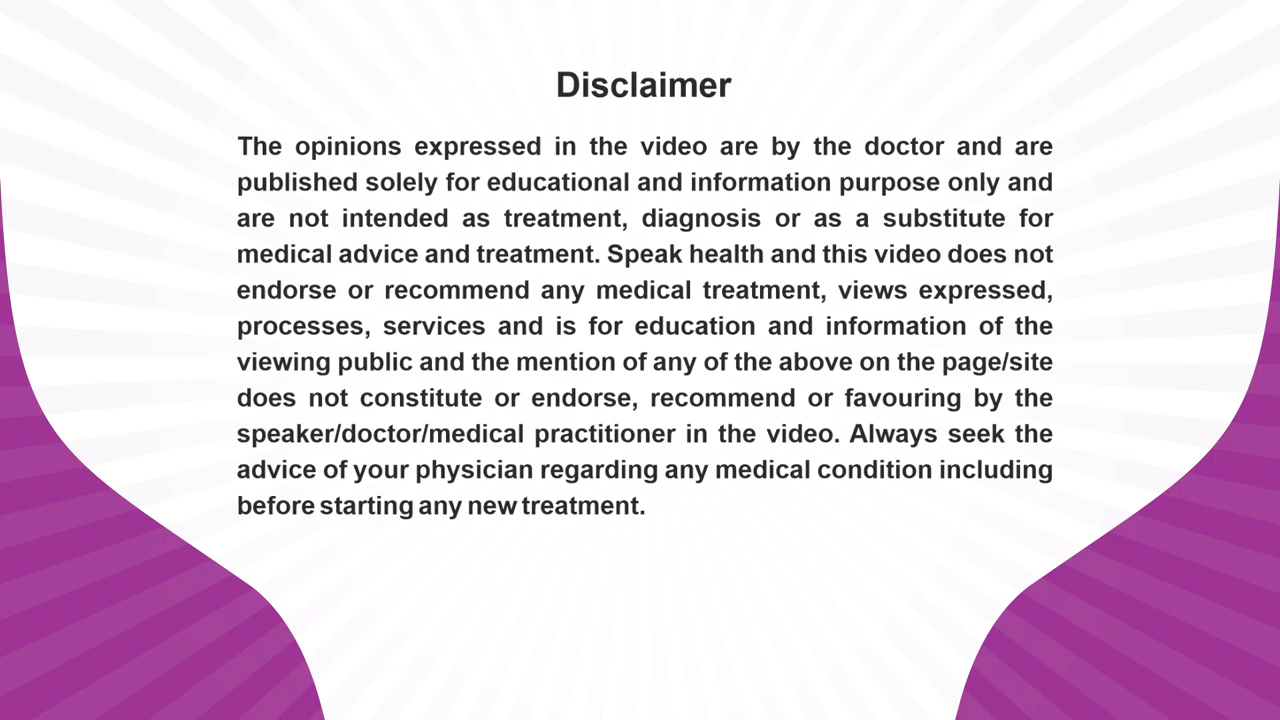 Disclaimer
The opinions expressed in the video are by the doctor and are
published solely for educational and information purpose only and
are not intended as treatment, diagnosis or as a substitute for
medical advice and treatment. Speak health and this video does not
endorse or recommend any medical treatment, views expressed,
processes, services and is for education and information of the
viewing public and the mention of any of the above on the page/site
does not constitute or endorse, recommend or favouring by the
speaker/doctor/medical practitioner in the video. Always seek the
advice of your physician regarding any medical condition including
before starting any new treatment.